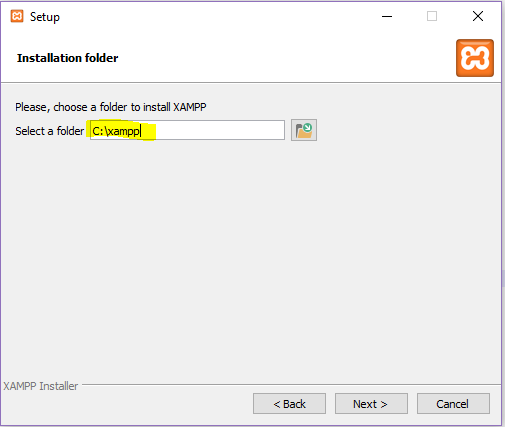 Setup
Installation folder
Please, choose a folder to install XAMPP
Select a folder C:\xampp
XAMPP Installer
< Back Next > Cancel